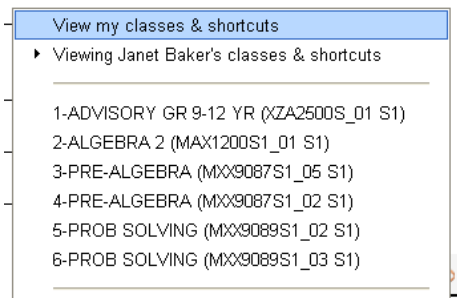 View my classes & shortcuts
Viewing Janet Baker's classes & shortcuts
1-ADVISORY GR 9-12 YR (XZA2500S_01 S1)
2-ALGEBRA 2 (MAX1200S1_01 S1)
3-PRE-ALGEBRA (MXX9087S1_05 S1)
4-PRE-ALGEBRA (MXX9087S1_02 S1)
5-PROB SOLVING (MXX9089S1_02 S1)
6-PROB SOLVING (MXX9089S1_03 S1)